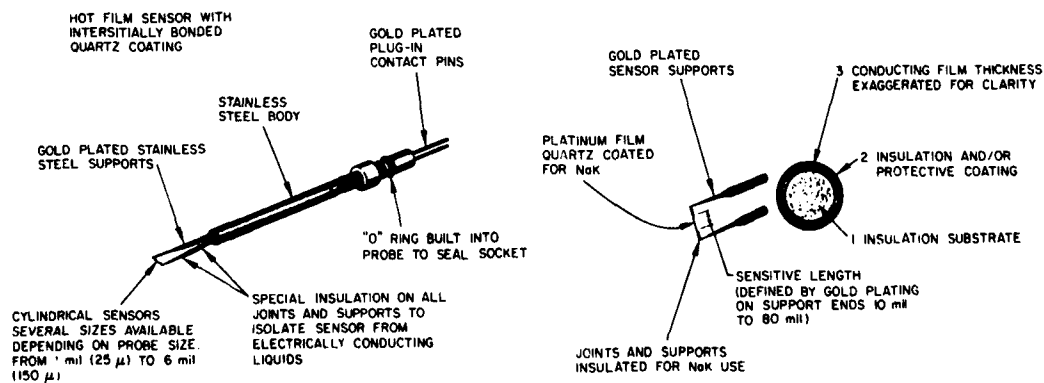 HOT FILM SENSOR WITH
INTERSITIALLY BONDED
QUARTZ COATING
GOLD PLATED
PLUG-IN
CONTACT PINS
STAINLESS
STEEL BODY
GOLD PLATED STAINLESS
STEEL SUPPORTS
"O" RING BUILT INTO
PROBE TO SEAL SOCKET
CYLINDRICAL SENSORS
SEVERAL SIZES AVAILABLE
DEPENDING ON PROBE SIZE.
FROM 1 mil (25 μ) TO 6 mil
(150 μ)
SPECIAL INSULATION ON ALL
JOINTS AND SUPPORTS TO
ISOLATE SENSOR FROM
ELECTRICALLY CONDUCTING
LIQUIDS
GOLD PLATED
SENSOR SUPPORTS
3 CONDUCTING FILM THICKNESS
EXAGGERATED FOR CLARITY
PLATINUM FILM
QUARTZ COATED
FOR NaK
2 INSULATION AND/OR
PROTECTIVE COATING
1 INSULATION SUBSTRATE
SENSITIVE LENGTH
(DEFINED BY GOLD PLATING
ON SUPPORT ENDS 10 mil
TO 80 mil)
JOINTS AND SUPPORTS
INSULATED FOR NaK USE